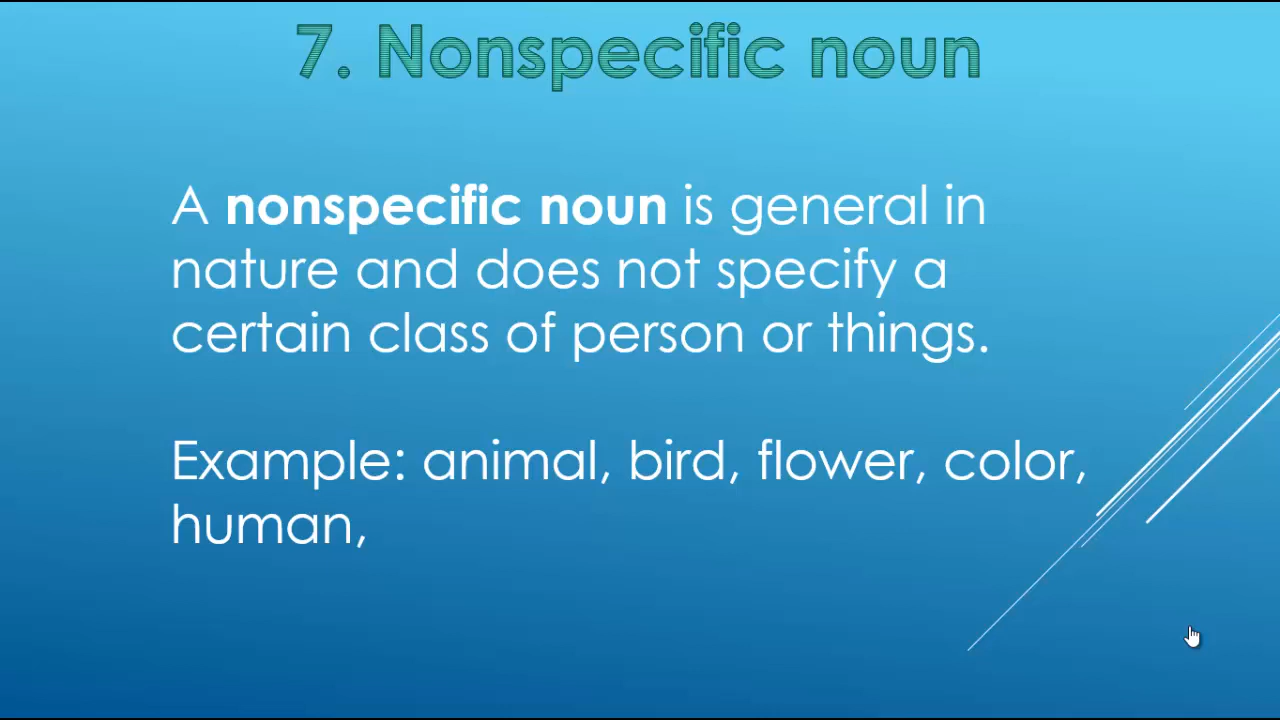 7. Nonspecific noun
A nonspecific noun is general in
nature and does not specify a
certain class of person or things.
Example: animal, bird, flower, color,
human,